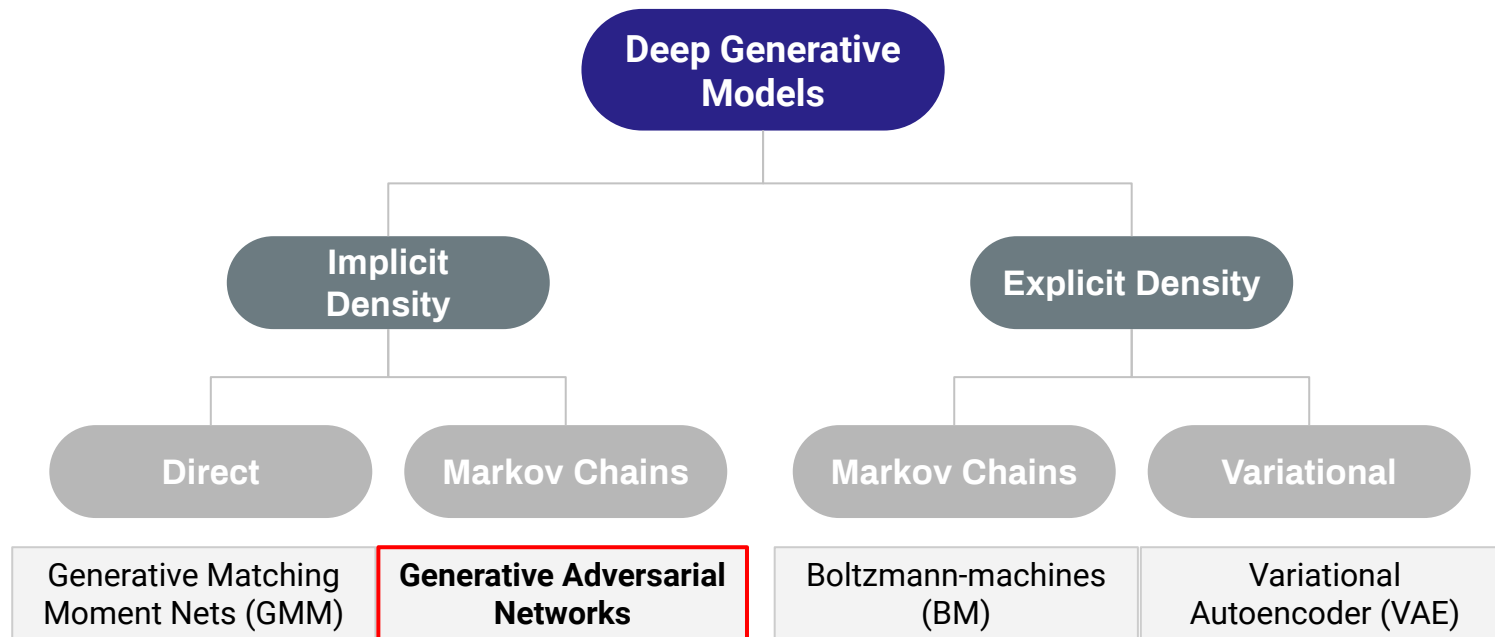 Deep Generative
Models
Implicit
Density
Explicit Density
Direct
Markov Chains
Markov Chains
Variational
Generative Matching
Moment Nets (GMM)
Generative Adversarial
Networks
Boltzmann-machines
(BM)
Variational
Autoencoder (VAE)